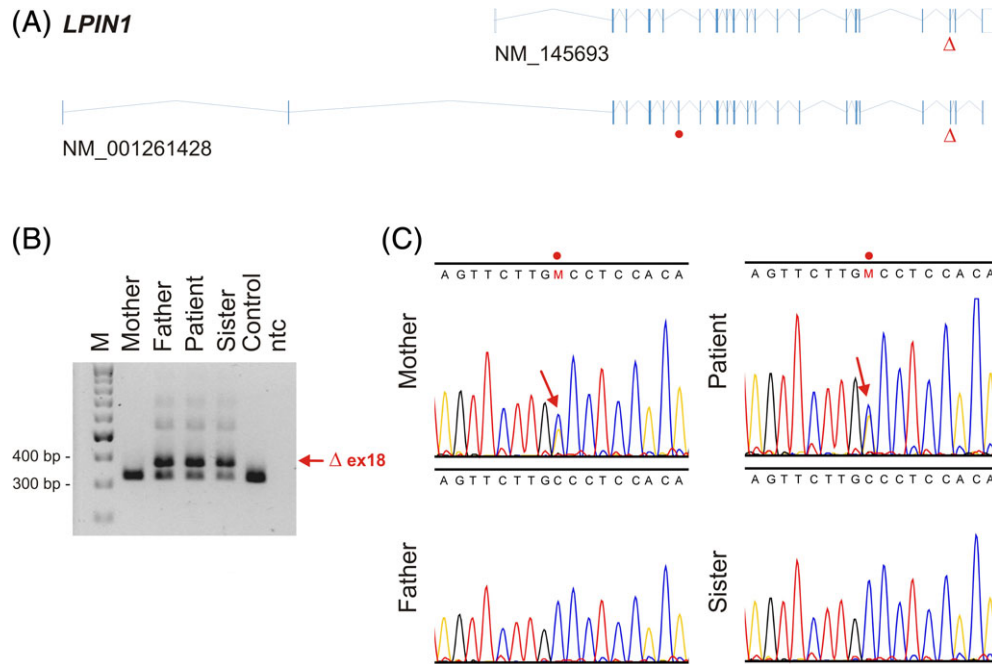 (A) LPIN1
Δ
NM_145693
NM_001261428
Δ
(B)
M
Mother
Father
Patient
Sister
Control
ntc
400 bp -
300 bp -
Δ ex18
(C)
Mother
A G T T C T T G M C C T C C A C A
Patient
A G T T C T T G M C C T C C A C A
Father
A G T T C T T G C C C T C C A C A
Sister
A G T T C T T G C C C T C C A C A